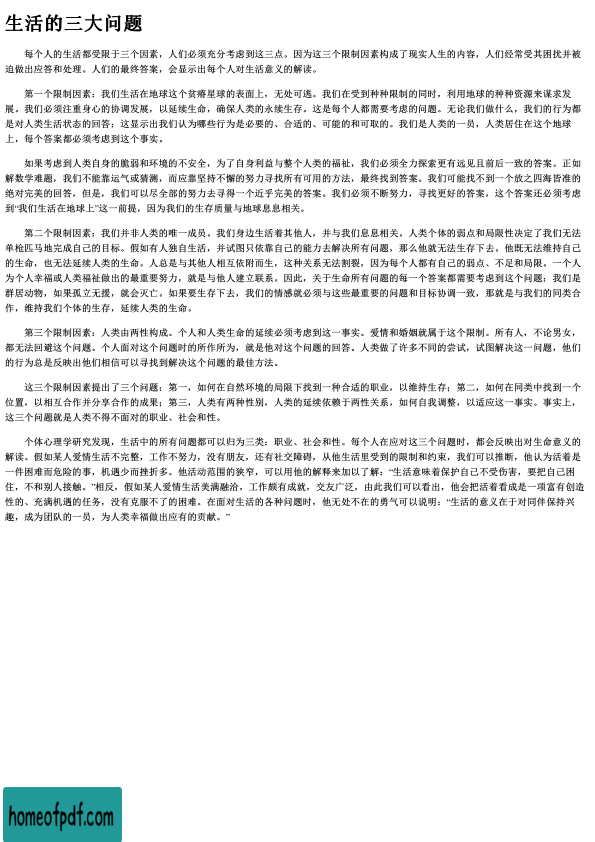 生活的三大问题
每个人的生活都受限于三个因素，人们必须充分考虑到这三点。因为这三个限制因素构成了现实人生的内容，人们经常受其困扰并被
迫做出应答和处理。人们的最终答案，会显示出每个人对生活意义的解读。
第一个限制因素：我们生活在地球这个贫瘠星球的表面上，无处可逃。我们在受到种种限制的同时，利用地球的种种资源来谋求发
展。我们必须注重身心的协调发展，以延续生命，确保人类的永续生存。这是每个人都需要考虑的问题。无论我们做什么，我们的行为都
是对人类生活状态的回答；这显示出我们认为哪些行为是必要的、合适的、可能的和可取的。我们是人类的一员，人类居住在这个地球
上，每个答案都必须考虑到这个事实。
如果考虑到人类自身的脆弱和环境的不安全，为了自身利益与整个人类的福祉，我们必须全力探索更有远见且前后一致的答案。正如
解数学难题，我们不能靠运气或猜测，而应靠坚持不懈的努力寻找所有可用的方法，最终找到答案。我们可能找不到一个放之四海皆准的
绝对完美的回答，但是，我们可以尽全部的努力去寻得一个近乎完美的答案。我们必须不断努力，寻找更好的答案，这个答案还必须考虑
到“我们生活在地球上”这一前提，因为我们的生存质量与地球息息相关。
第二个限制因素：我们并非人类的唯一成员。我们身边生活着其他人，并与我们息息相关。人类个体的弱点和局限性决定了我们无法
单枪匹马地完成自己的目标。假如有人独自生活，并试图只依靠自己的能力去解决所有问题，那么他就无法生存下去。他既无法维持自己
的生命，也无法延续人类的生命。人总是与其他人相互依附而生，这种关系无法割裂，因为每个人都有自己的弱点、不足和局限。一个人
为个人幸福或人类福祉做出的最重要努力，就是与他人建立联系。因此，关于生命所有问题的每一个答案都需要考虑到这个问题；我们是
群居动物，如果孤立无援，就会灭亡。如果要生存下去，我们的情感就必须与这些最重要的问题和目标协调一致，那就是与我们的同类合
作，维持我们个体的生存，延续人类的生命。
第三个限制因素：人类由两性构成。个人和人类生命的延续必须考虑到这一事实。爱情和婚姻就属于这个限制。所有人，不论男女，
都无法回避这个问题。个人面对这个问题时的所作所为，就是他对这个问题的回答。人类做了许多不同的尝试，试图解决这一问题，他们
的行为总是反映出他们相信可以寻找到解决这个问题的最佳方法。
这三个限制因素提出了三个问题：第一，如何在自然环境的局限下找到一种合适的职业，以维持生存；第二，如何在同类中找到一个
位置，以相互合作并分享合作的成果；第三，人类有两种性别，人类的延续依赖于两性关系，如何自我调整，以适应这一事实。事实上，
这三个问题就是人类不得不面对的职业、社会和性。
个体心理学研究发现，生活中的所有问题都可以归为三类：职业、社会和性。每个人在应对这三个问题时，都会反映出对生命意义的
解读。假如某人爱情生活不完整，工作不努力，没有朋友，还有社交障碍，从他生活里受到的限制和约束，我们可以推断，他认为活着是
一件困难而危险的事，机遇少而挫折多。他活动范围的狭窄，可以用他的解释来加以了解：“生活意味着保护自己不受伤害，要把自己困
住，不和别人接触。”相反，假如某人爱情生活美满融洽，工作颇有成就，交友广泛，由此我们可以看出，他会把活着看成是一项富有创造
性的、充满机遇的任务，没有克服不了的困难。在面对生活的各种问题时，他无处不在的勇气可以说明：“生活的意义在于对同伴保持兴
趣，成为团队的一员，为人类幸福做出应有的贡献。”
homeofpdf.com